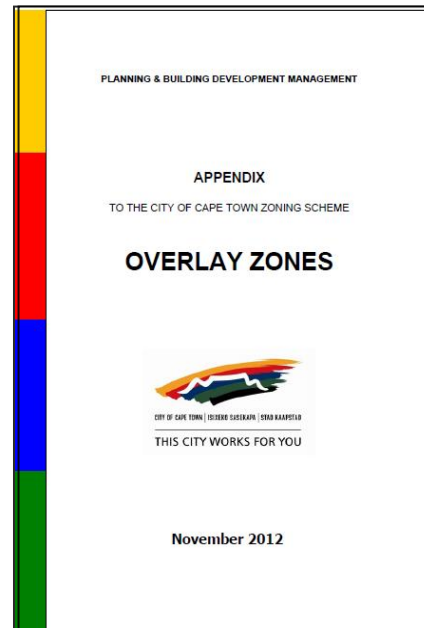 PLANNING & BUILDING DEVELOPMENT MANAGEMENT
APPENDIX
TO THE CITY OF CAPE TOWN ZONING SCHEME
OVERLAY ZONES
CITY OF CAPE TOWN | ISIXEKO SASEKAPA | STAD KAAPSTAD
THIS CITY WORKS FOR YOU
November 2012